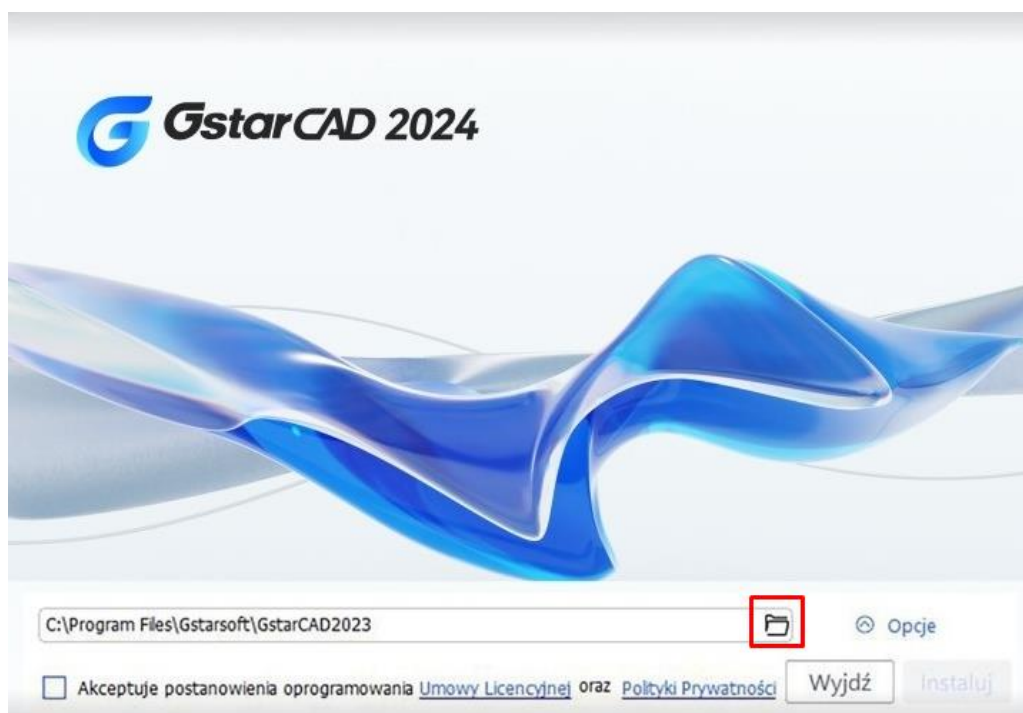 GstarCAD 2024
C:\Program Files\Gstarsoft\GstarCAD2023
Opcje
Akceptuje postanowienia oprogramowania Umowy Licencyjnej oraz Polityki Prywatności
Wyjdź
Instaluj